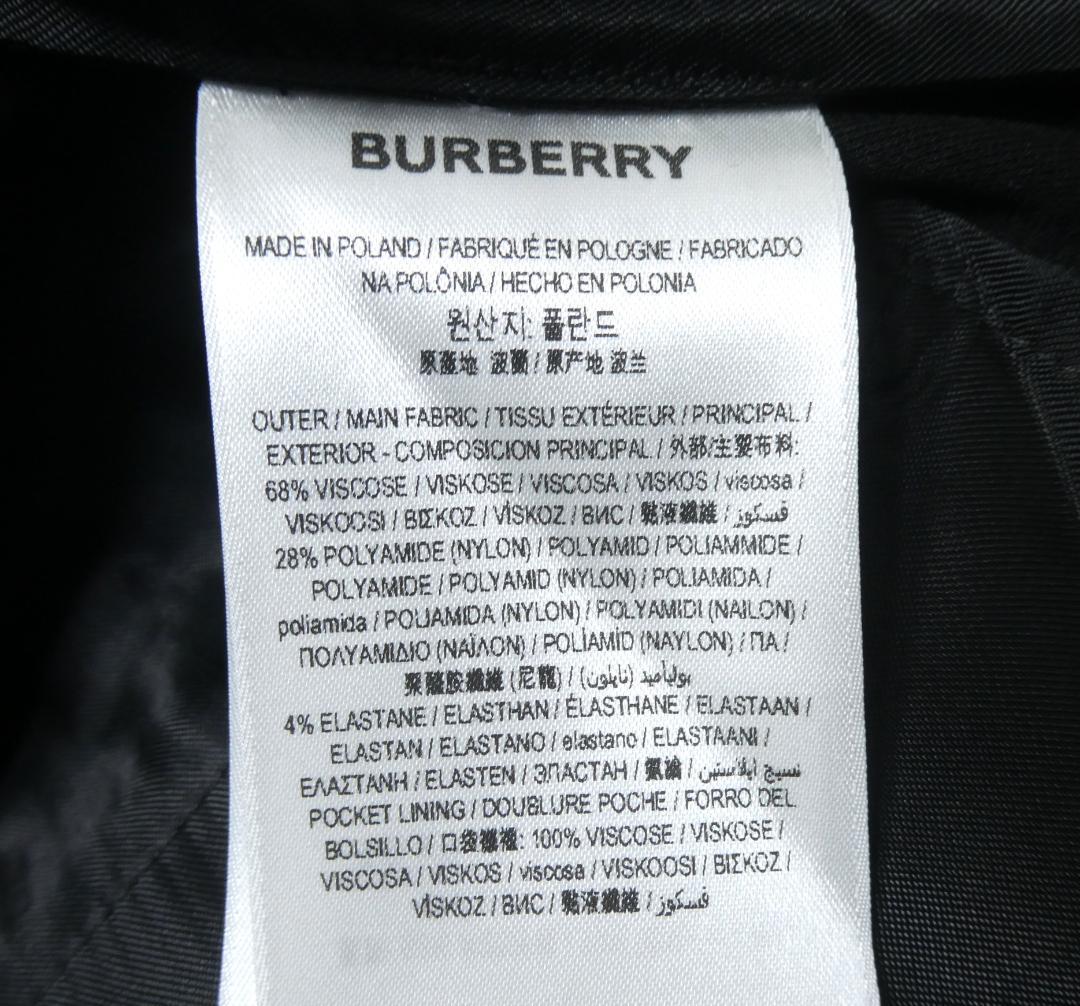 BURBERRY
MADE IN POLAND / FABRIQUÉ EN POLOGNE / FABRICADO
NA POLÔNIA / HECHO EN POLONIA
원산지: 폴란드
原產地 波蘭 / 原产地 波兰
OUTER / MAIN FABRIC / TISSU EXTÉRIEUR / PRINCIPAL /
EXTERIOR - COMPOSICION PRINCIPAL / 外部/主要布料:
68% VISCOSE / VISKOSE / VISCOSA / VISKOS / viscosa /
VISKOOSI / ΒΙΣΚΟΖ / VİSKOZ / ВИС / 黏液纖維 / فسكوز
28% POLYAMIDE (NYLON) / POLYAMID / POLIAMMIDE /
POLYAMIDE / POLYAMID (NYLON) / POLIAMIDA /
poliamida / POLIAMIDA (NYLON) / POLYAMIDI (NAILON) /
ΠΟΛΥΑΜΙΔΙΟ (ΝΑΪΛΟΝ) / POLİAMİD (NAYLON) / ПА /
聚醯胺纖維 (尼龍) / بولياميد (نايلون)
4% ELASTANE / ELASTHAN / ÉLASTHANE / ELASTAAN /
ELASTAN / ELASTANO / elastano / ELASTAANI /
ΕΛΑΣΤΑΝΗ / ELASTEN / ЭЛАСТАН / 氨綸 / نسيج ايلاستين
POCKET LINING / DOUBLURE POCHE / FORRO DEL
BOLSILLO / 口袋襯裡: 100% VISCOSE / VISKOSE /
VISCOSA / VISKOS / viscosa / VISKOOSI / ΒΙΣΚΟΖ /
VİSKOZ / ВИС / 黏液纖維 / فسكوز